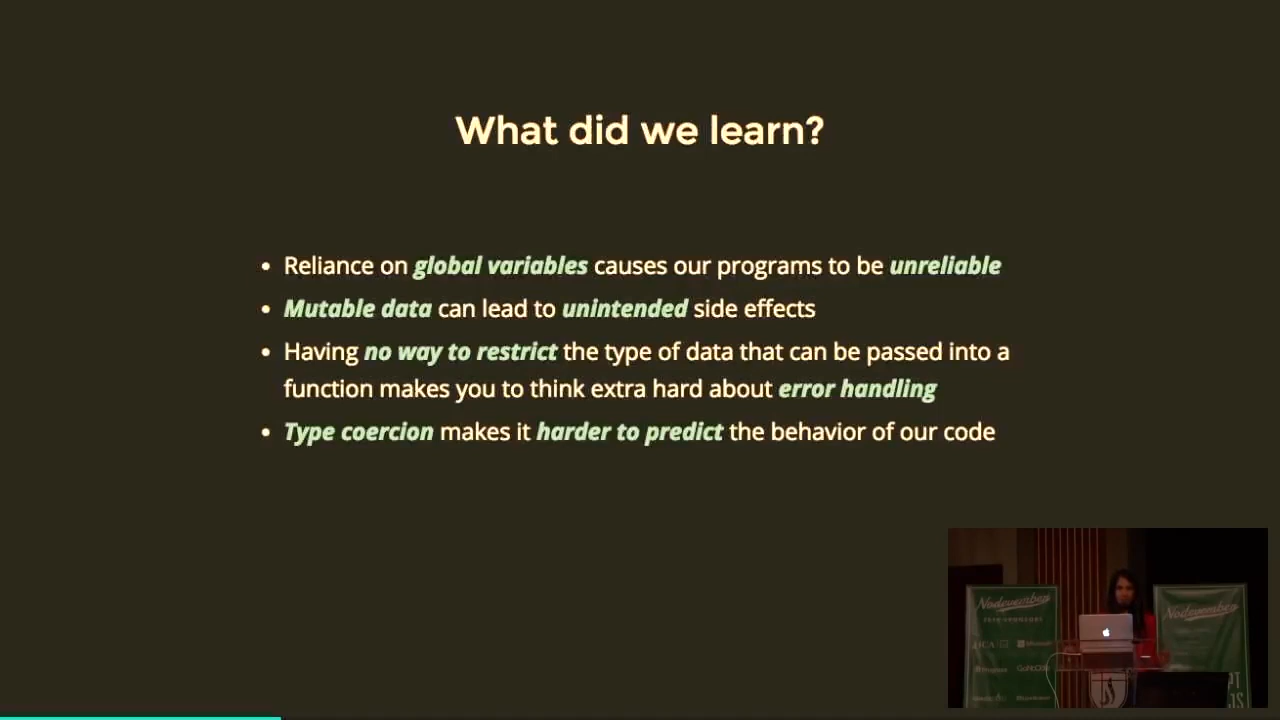 What did we learn?
• Reliance on global variables causes our programs to be unreliable
• Mutable data can lead to unintended side effects
• Having no way to restrict the type of data that can be passed into a
function makes you to think extra hard about error handling
• Type coercion makes it harder to predict the behavior of our code
Nodevember
Nodevember